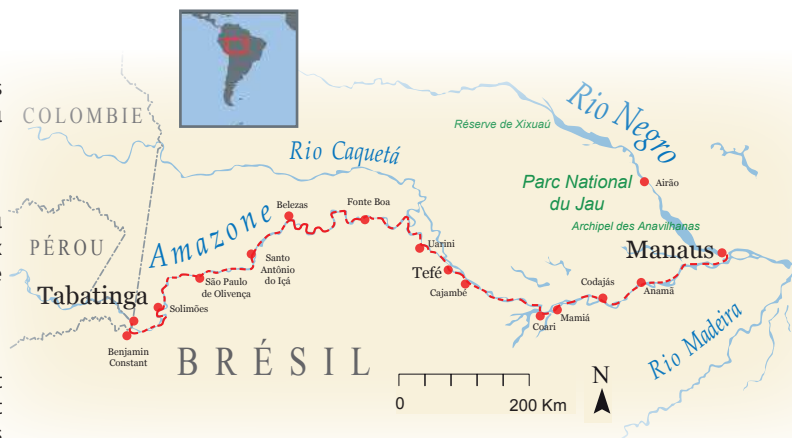 COLOMBIE
PÉROU
BRÉSIL
Rio Negro
Réserve de Xixuaú
Rio Caquetá
Parc National
du Jau
Airão
Archipel des Anavilhanas
Manaus
Amazone
Belezas
Fonte Boa
Uarini
Tefé
Cajambé
Santo
Antônio
do Içá
São Paulo
de Olivença
Tabatinga
Solimões
Benjamin
Constant
Codajás
Anamã
Coari
Mamiá
Rio Madeira
0
200 Km
N